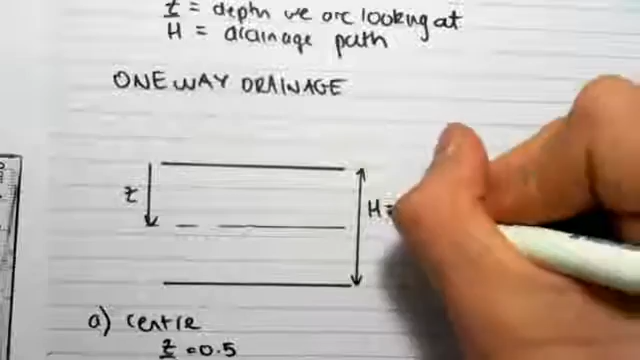 z = depth we are looking at
H = drainage path
ONE WAY DRAINAGE
z
H=
a) centre
z = 0.5